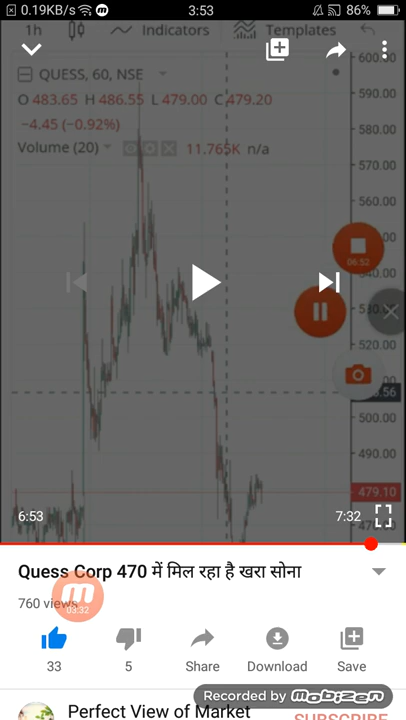 0.19KB/s 3:53 86%
1h Indicators Templates
600.00
QUESS, 60, NSE
590.00
O 483.65 H 486.55 L 479.00 C 479.20
−4.45 (−0.92%)
580.00
Volume (20) 11.765K n/a
570.00
560.00
550.00
06:52
540.00
520.00
500.00
490.00
479.10
6:53 7:32
Quess Corp 470 में मिल रहा है खरा सोना
760 views
03:32
33 5 Share Download Save
Recorded by mobizen
Perfect View of Market
SUBSCRIBE